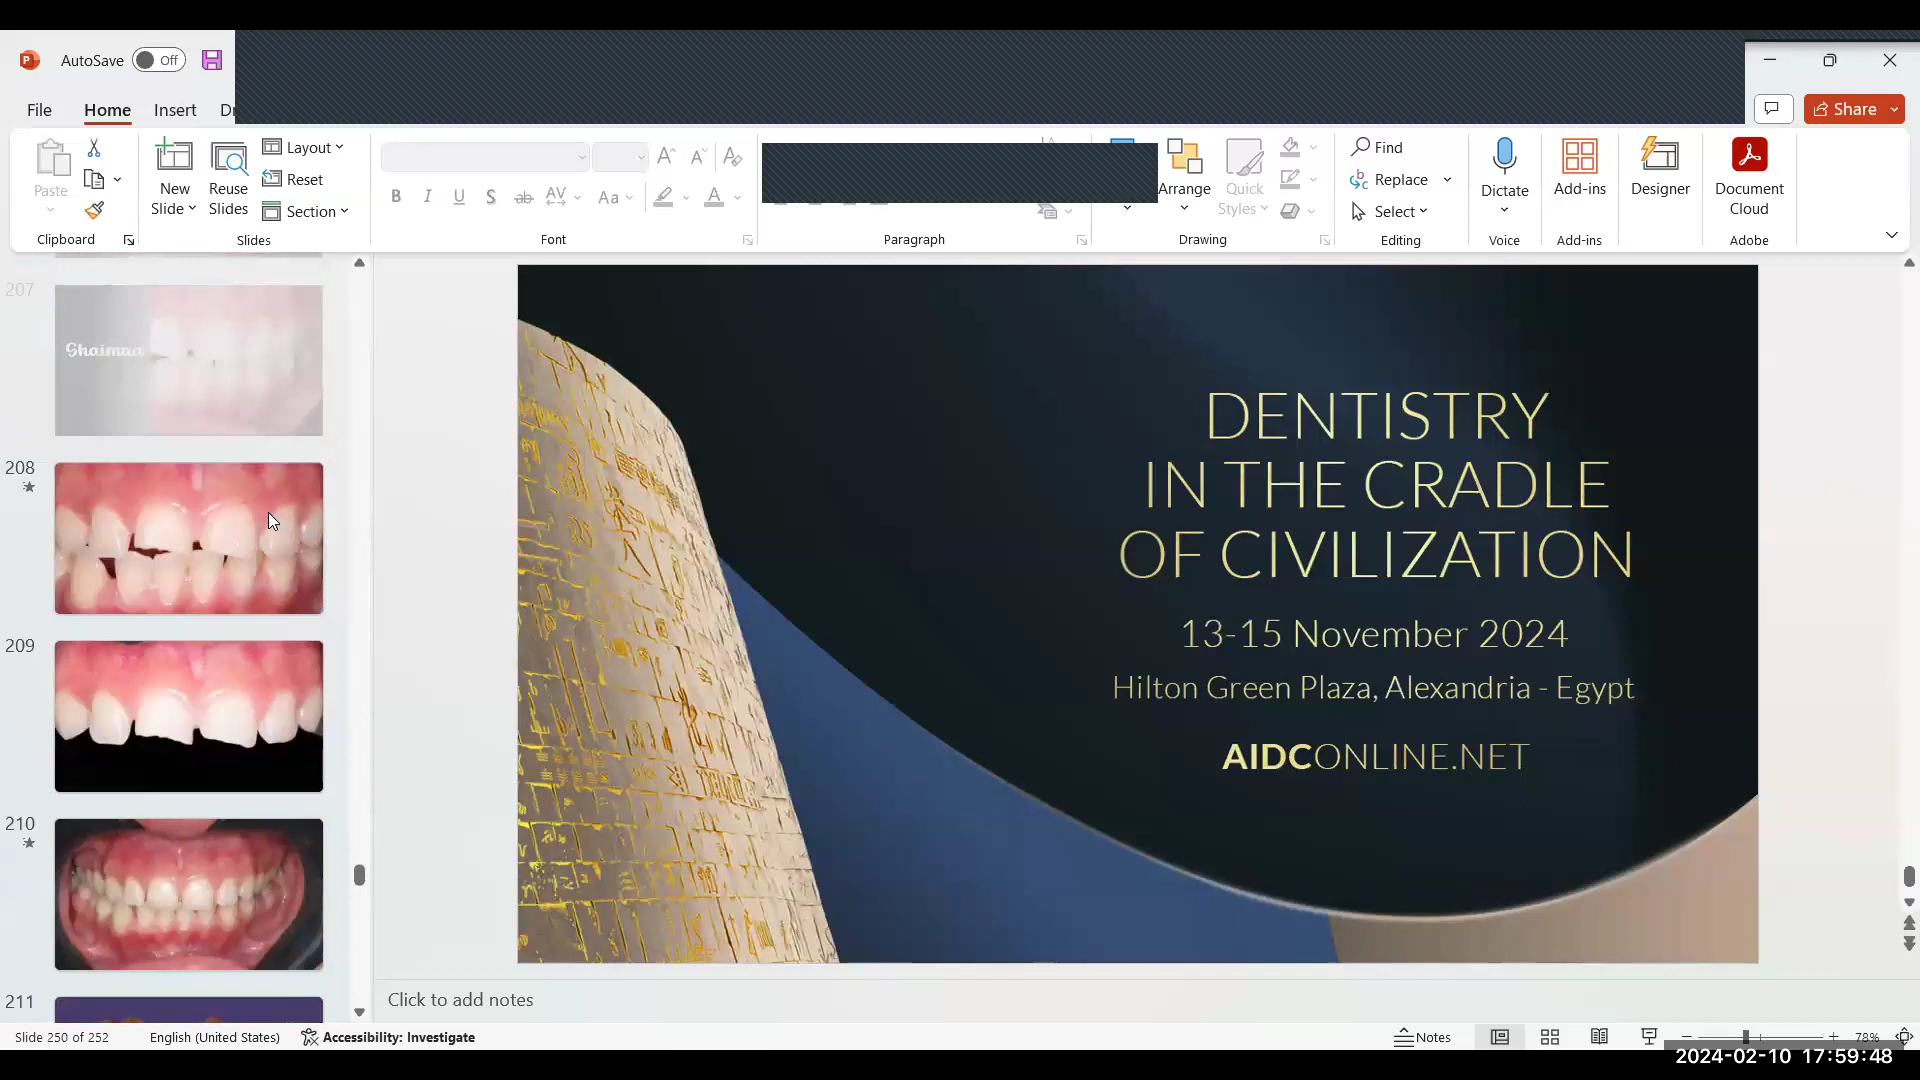 AutoSave Off
File Home Insert
Share
Paste
New Slide
Reuse Slides
Layout
Reset
Section
B I U S ab AV Aa A
Arrange
Quick Styles
Find
Replace
Select
Dictate
Add-ins
Designer
Document Cloud
Clipboard Slides Font Paragraph Drawing Editing Voice Add-ins Adobe
207
Shaimaa
208
209
210
211
DENTISTRY
IN THE CRADLE
OF CIVILIZATION
13-15 November 2024
Hilton Green Plaza, Alexandria - Egypt
AIDCONLINE.NET
Click to add notes
Slide 250 of 252 English (United States) Accessibility: Investigate Notes 78%
2024-02-10 17:59:48